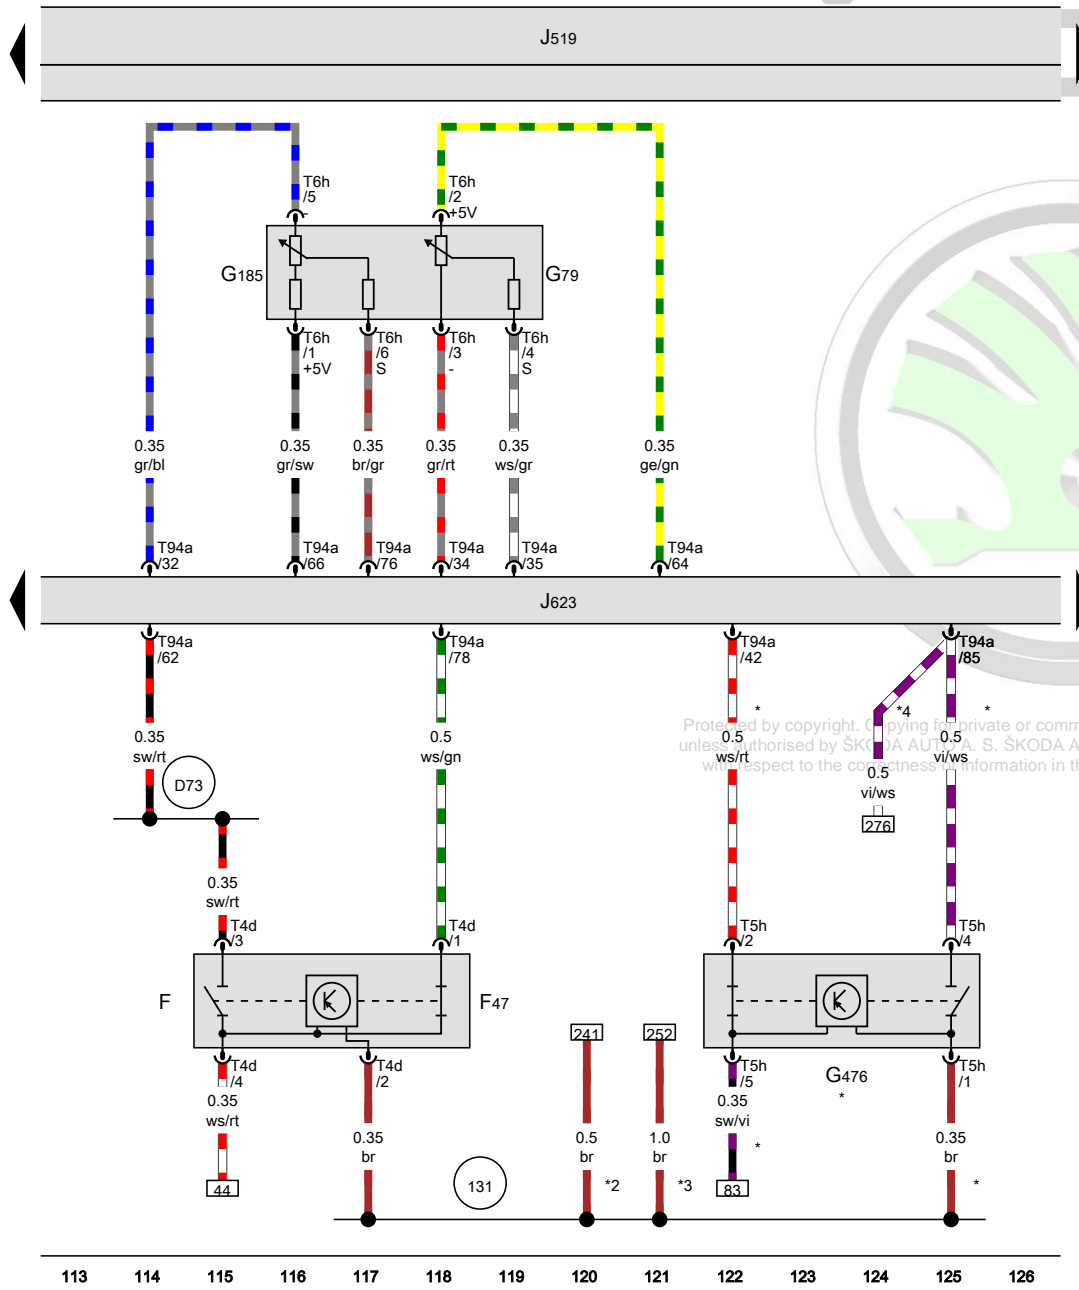 J519
T6h
/5
-
T6h
/2
+5V
G185
G79
T6h
/1
+5V
T6h
/6
S
T6h
/3
-
T6h
/4
S
0.35
gr/bl
0.35
gr/sw
0.35
br/gr
0.35
gr/rt
0.35
ws/gr
0.35
ge/gn
T94a
/32
T94a
/66
T94a
/76
T94a
/34
T94a
/35
T94a
/64
J623
T94a
/62
T94a
/78
T94a
/42
T94a
/85
*
*4
*
Protected by copyright. Copying for private or comm
unless authorised by ŠKODA AUTO A. S. ŠKODA A
with respect to the correctness of information in th
0.35
sw/rt
0.5
ws/gn
0.5
ws/rt
0.5
vi/ws
0.5
vi/ws
276
D73
0.35
sw/rt
T4d
/3
T4d
/1
T5h
/2
T5h
/4
F
F47
241
252
T4d
/4
T4d
/2
T5h
/5
G476
*
T5h
/1
0.35
ws/rt
0.35
sw/vi
*
0.35
br
0.5
br
1.0
br
0.35
br
44
131
*2
*3
83
*
113 114 115 116 117 118 119 120 121 122 123 124 125 126